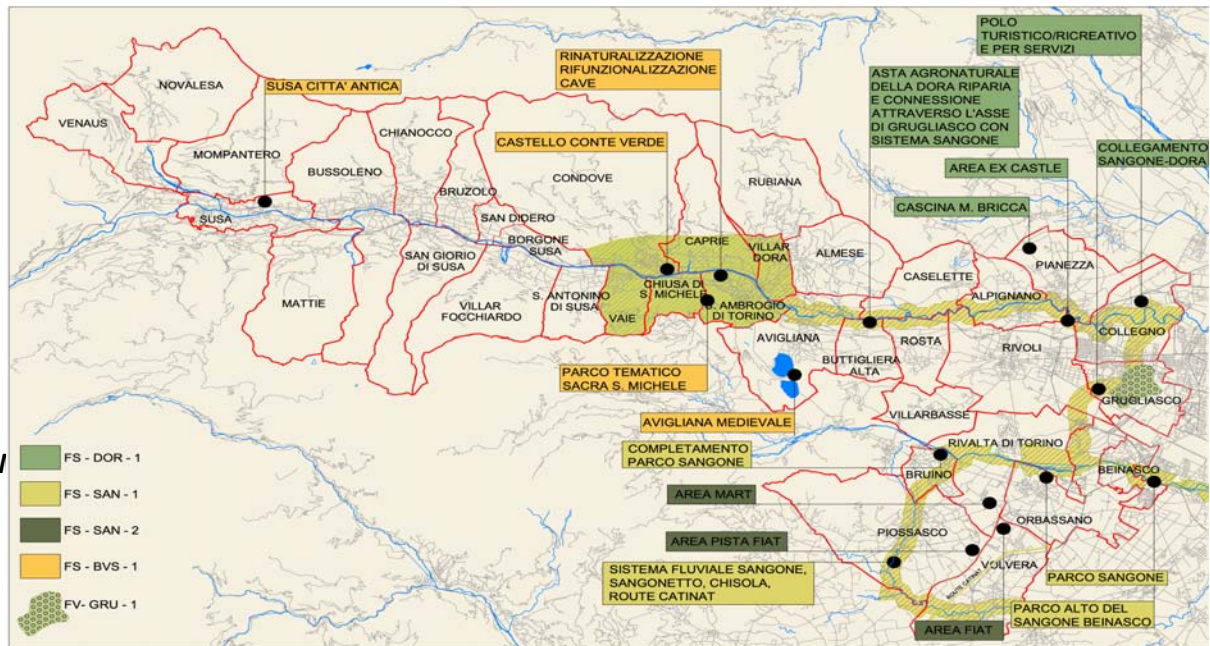 POLO
TURISTICO/RICREATIVO
E PER SERVIZI
RINATURALIZZAZIONE
RIFUNZIONALIZZAZIONE
CAVE
ASTA AGRONATURALE
DELLA DORA RIPARIA
E CONNESSIONE
ATTRAVERSO L'ASSE
DI GRUGLIASCO CON
SISTEMA SANGONE
SUSA CITTA' ANTICA
CASTELLO CONTE VERDE
COLLEGAMENTO
SANGONE-DORA
AREA EX CASTLE
CASCINA M. BRICCA
NOVALESA
VENAUS
MOMPANTERO
SUSA
BUSSOLENO
CHIANOCCO
BRUZOLO
MATTIE
SAN GIORIO
DI SUSA
SAN DIDERO
BORGONE
SUSA
VILLAR
FOCCHIARDO
CONDOVE
S. ANTONINO
DI SUSA
VAIE
CAPRIE
CHIUSA DI
S. MICHELE
RUBIANA
VILLAR
DORA
S. AMBROGIO
DI TORINO
ALMESE
CASELETTE
PIANEZZA
ALPIGNANO
COLLEGNO
AVIGLIANA
BUTTIGLIERA
ALTA
ROSTA
RIVOLI
GRUGLIASCO
VILLARBASSE
RIVALTA DI TORINO
BRUINO
BEINASCO
ORBASSANO
PIOSSASCO
VOLVERA
ROUTE CATINAT
PARCO TEMATICO
SACRA S. MICHELE
AVIGLIANA MEDIEVALE
COMPLETAMENTO
PARCO SANGONE
AREA MART
AREA PISTA FIAT
SISTEMA FLUVIALE SANGONE,
SANGONETTO, CHISOLA,
ROUTE CATINAT
AREA FIAT
PARCO SANGONE
PARCO ALTO DEL
SANGONE BEINASCO
FS - DOR - 1
FS - SAN - 1
FS - SAN - 2
FS - BVS - 1
FV- GRU - 1